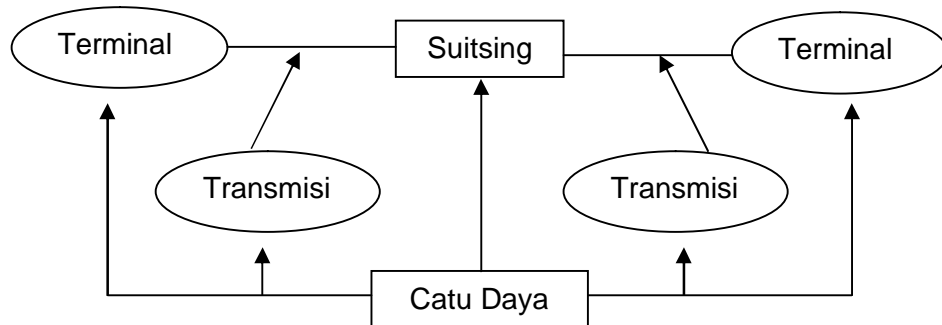 Terminal
Suitsing
Terminal
Transmisi
Transmisi
Catu Daya